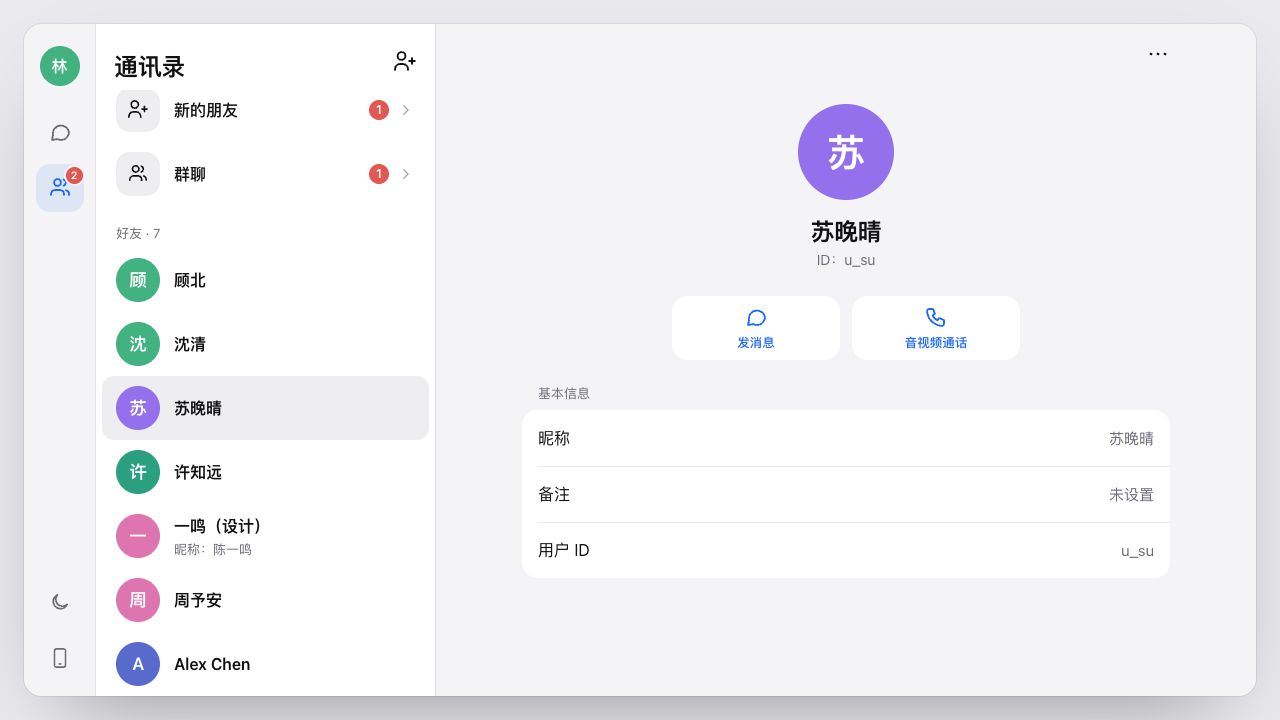 林
2
通讯录
新的朋友
1
群聊
1
好友 · 7
顾
顾北
沈
沈清
苏
苏晚晴
许
许知远
一
一鸣（设计）
昵称：陈一鸣
周
周予安
A
Alex Chen
苏
苏晚晴
ID：u_su
发消息
音视频通话
基本信息
昵称
苏晚晴
备注
未设置
用户 ID
u_su